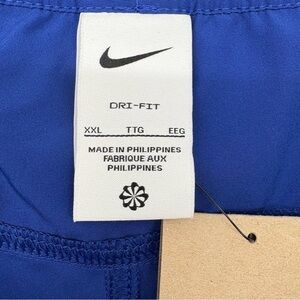 DRI-FIT
XXL TTG EEG
MADE IN PHILIPPINES
FABRIQUE AUX
PHILIPPINES